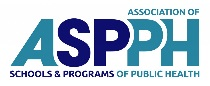 ASSOCIATION OF
ASPPH
SCHOOLS & PROGRAMS OF PUBLIC HEALTH